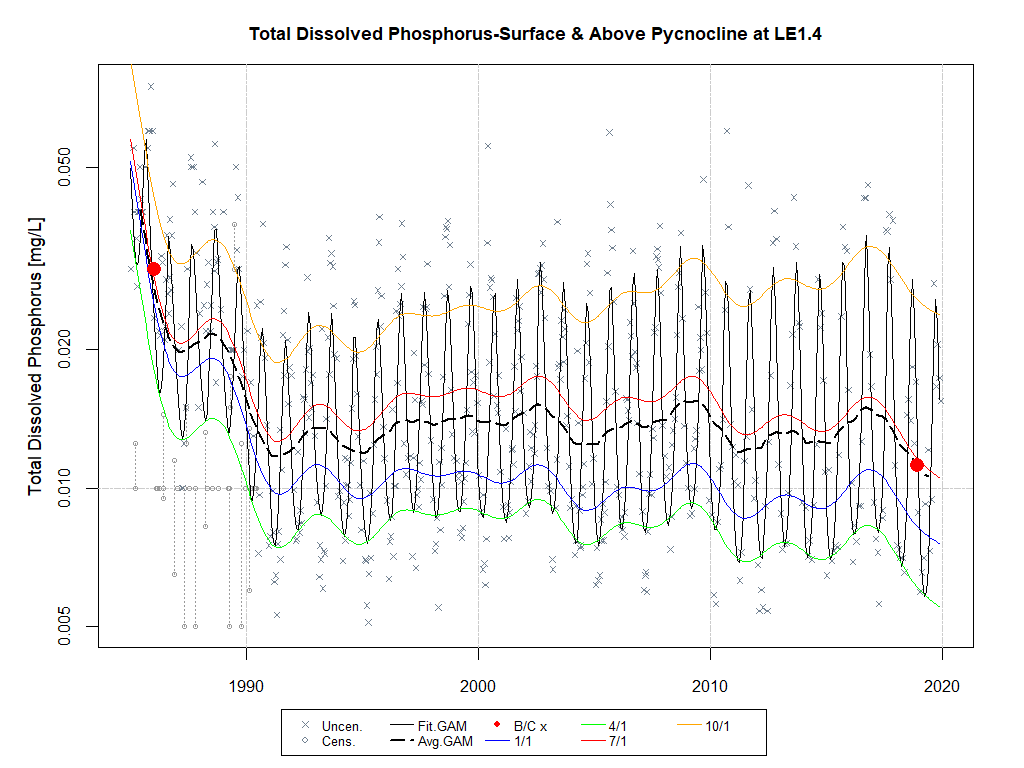 Total Dissolved Phosphorus-Surface & Above Pycnocline at LE1.4
Total Dissolved Phosphorus [mg/L]
0.050
0.020
0.010
0.005
1990 2000 2010 2020
Uncen. Fit.GAM B/C x 4/1 10/1
Cens. Avg.GAM 1/1 7/1